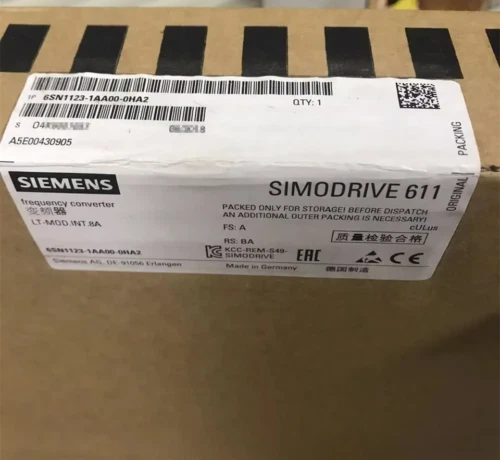 1P 6SN1123-1AA00-0HA2
QTY: 1
S
A5E00430905
ORIGINAL PACKING
SIEMENS
SIMODRIVE 611
frequency converter
变频器
LT-MOD.INT.8A
PACKED ONLY FOR STORAGE! BEFORE DISPATCH
AN ADDITIONAL OUTER PACKING IS NECESSARY!
FS: A
cULus
RS: BA
质量检验合格
6SN1123-1AA00-0HA2
KCC-REM-S49-
SIMODRIVE
EAC
CE
Siemens AG, DE-91056 Erlangen
Made in Germany
德国制造